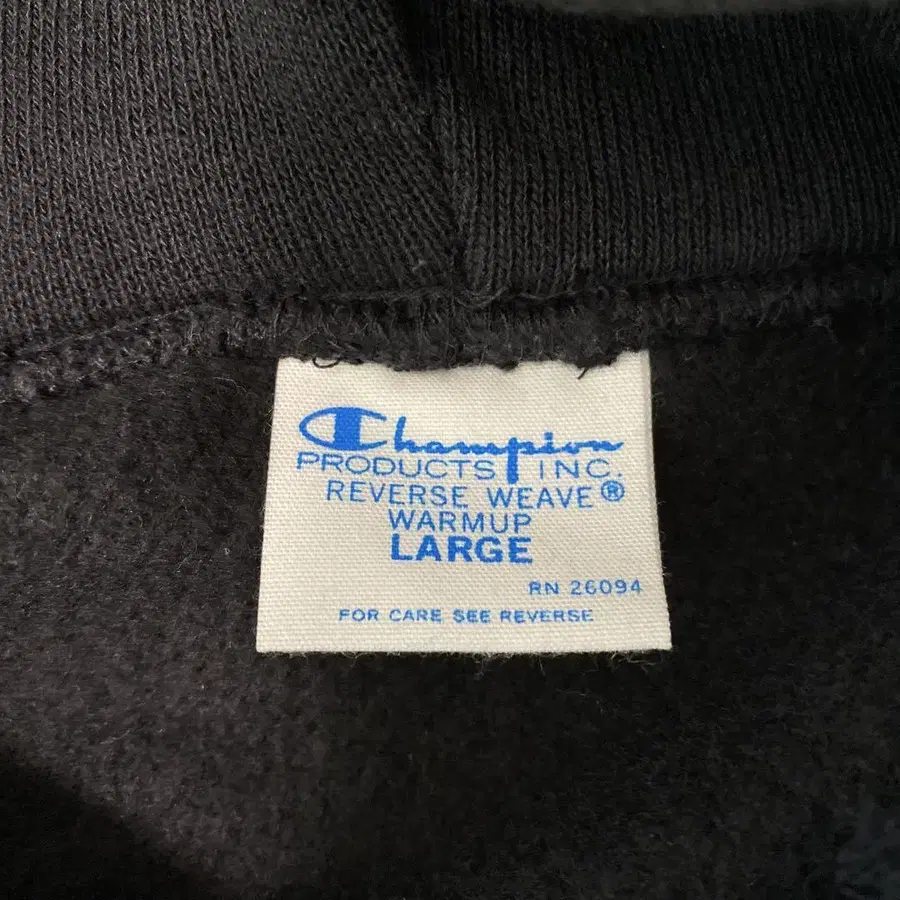 Champion
PRODUCTS INC.
REVERSE WEAVE®
WARMUP
LARGE
RN 26094
FOR CARE SEE REVERSE